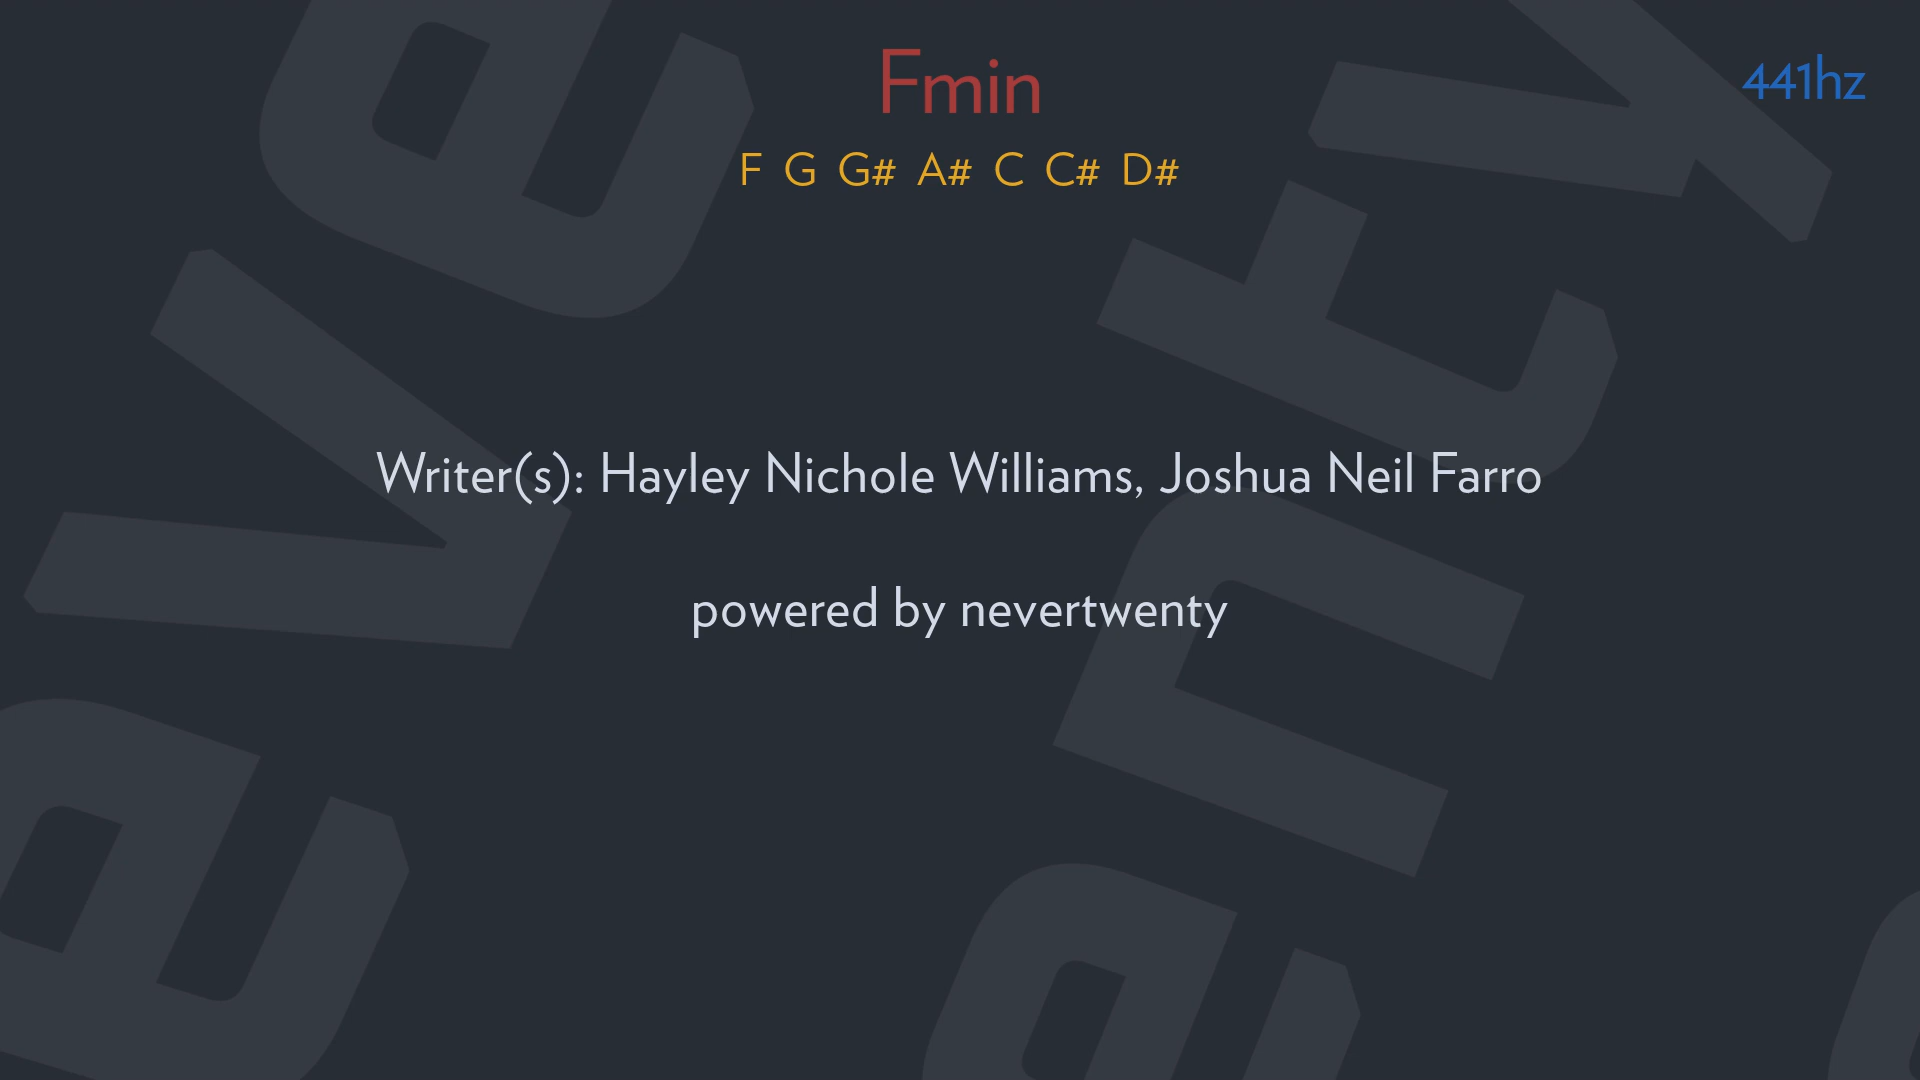 Fmin
441hz
F G G# A# C C# D#
Writer(s): Hayley Nichole Williams, Joshua Neil Farro
powered by nevertwenty